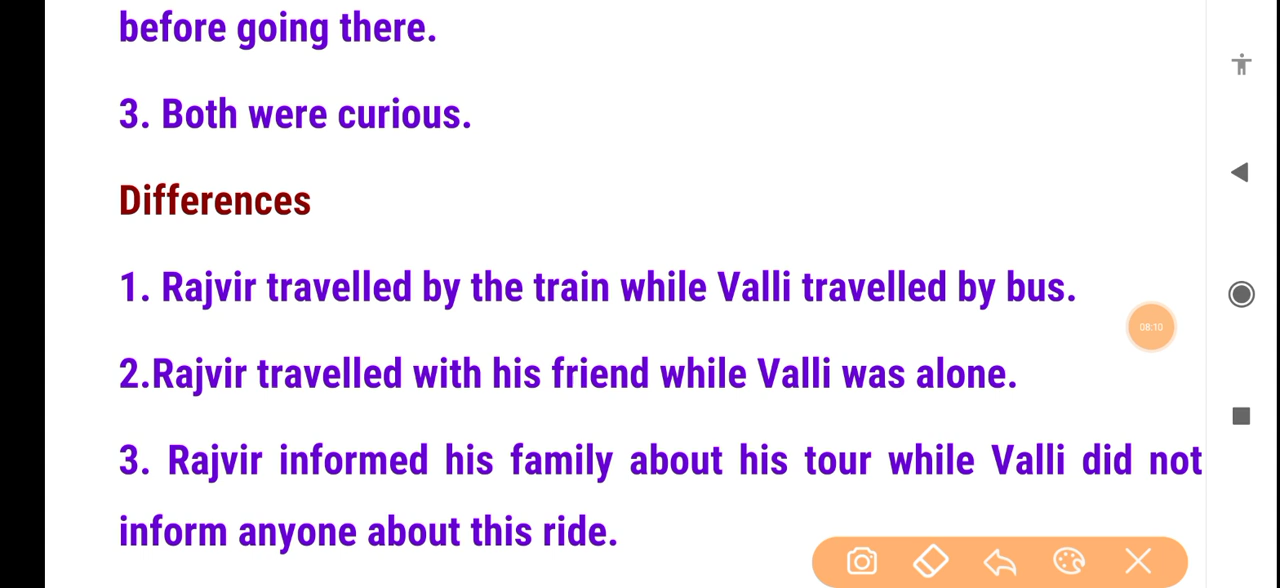 before going there.
3. Both were curious.
Differences
1. Rajvir travelled by the train while Valli travelled by bus.
08:10
2.Rajvir travelled with his friend while Valli was alone.
3. Rajvir informed his family about his tour while Valli did not
inform anyone about this ride.